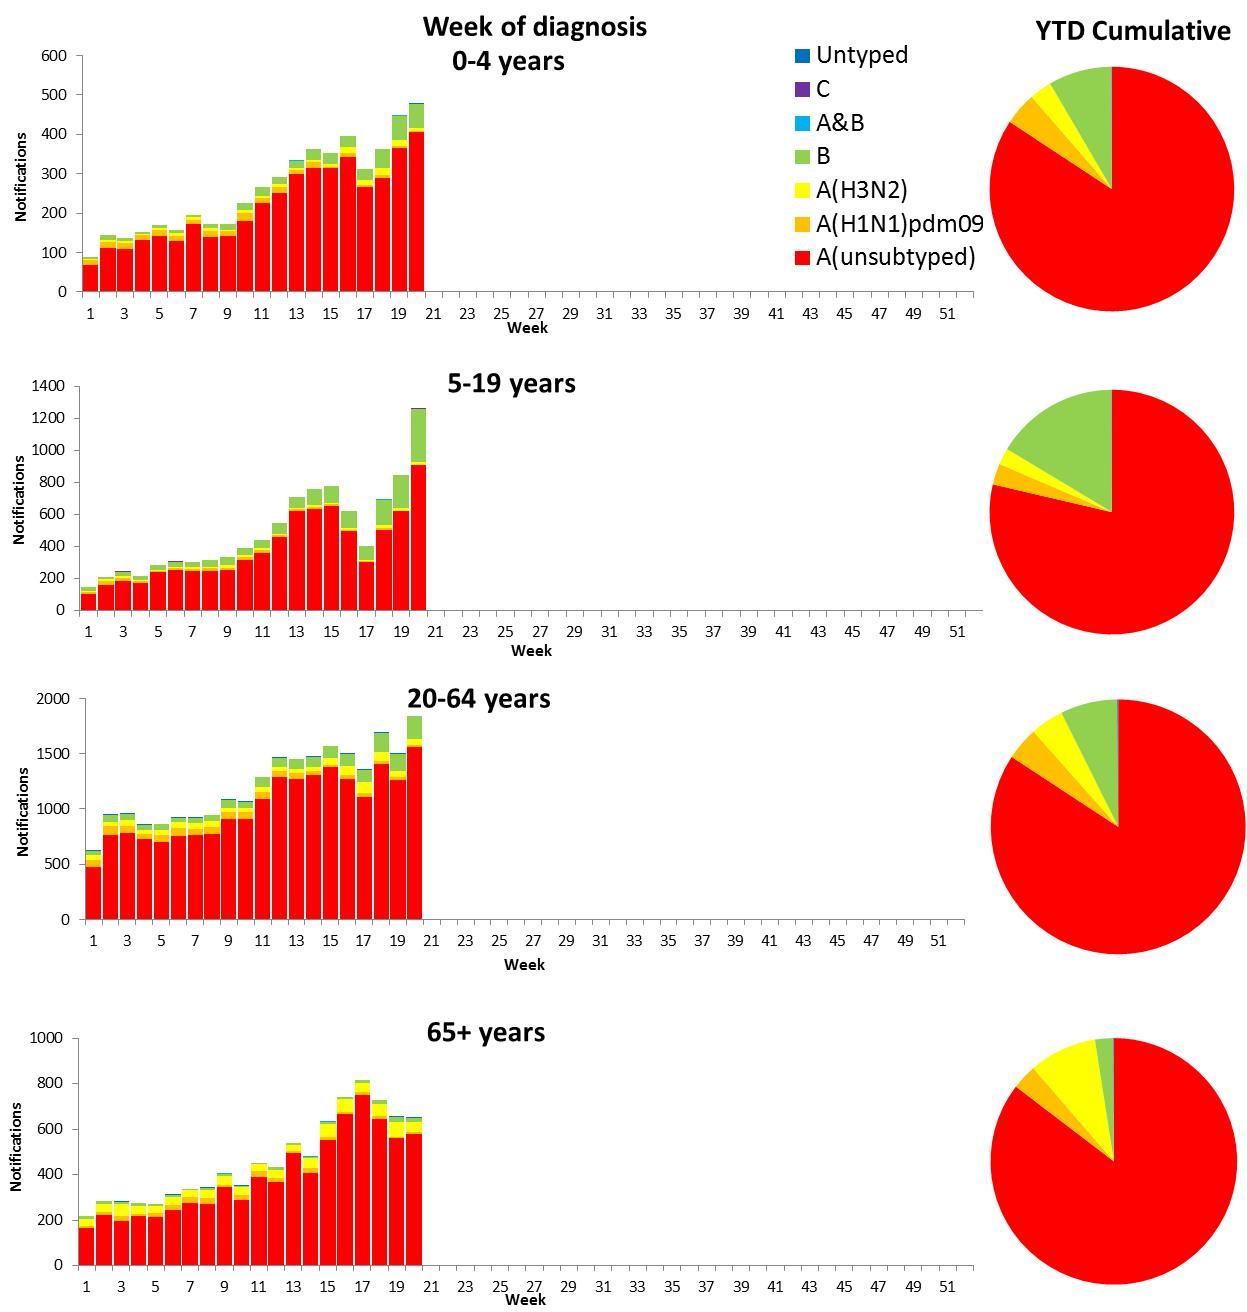 Week of diagnosis
YTD Cumulative
0-4 years
Untyped
C
A&B
B
A(H3N2)
A(H1N1)pdm09
A(unsubtyped)
Notifications
600
500
400
300
200
100
0
1 3 5 7 9 11 13 15 17 19 21 23 25 27 29 31 33 35 37 39 41 43 45 47 49 51
Week
5-19 years
Notifications
1400
1200
1000
800
600
400
200
0
1 3 5 7 9 11 13 15 17 19 21 23 25 27 29 31 33 35 37 39 41 43 45 47 49 51
Week
20-64 years
Notifications
2000
1500
1000
500
0
1 3 5 7 9 11 13 15 17 19 21 23 25 27 29 31 33 35 37 39 41 43 45 47 49 51
Week
65+ years
Notifications
1000
800
600
400
200
0
1 3 5 7 9 11 13 15 17 19 21 23 25 27 29 31 33 35 37 39 41 43 45 47 49 51
Week